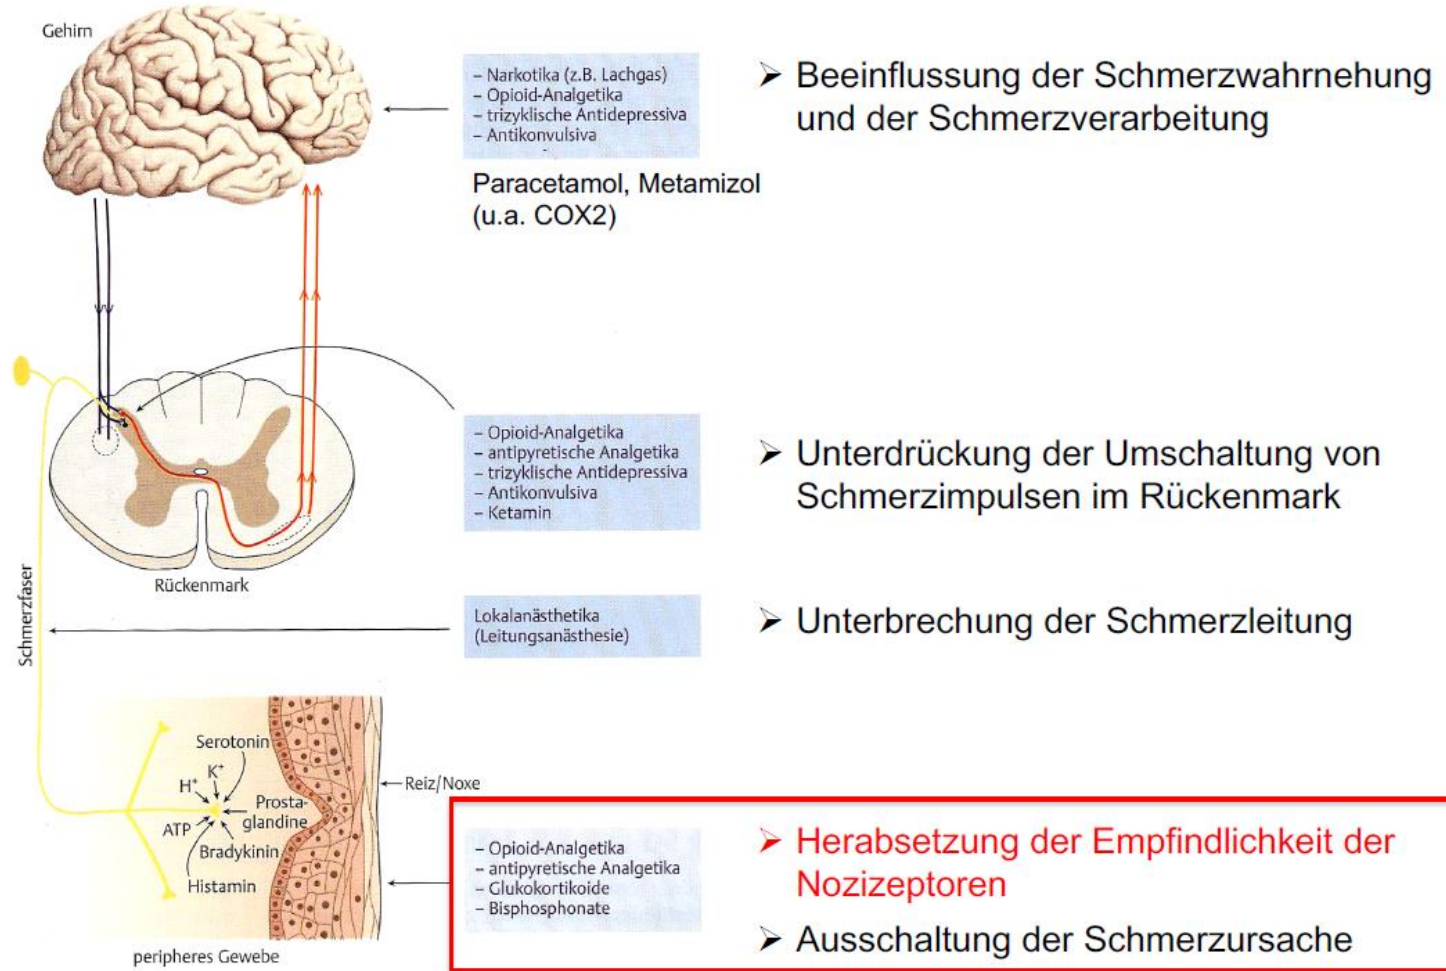 Gehirn
– Narkotika (z.B. Lachgas)
– Opioid-Analgetika
– trizyklische Antidepressiva
– Antikonvulsiva
➢ Beeinflussung der Schmerzwahrnehung
und der Schmerzverarbeitung
Paracetamol, Metamizol
(u.a. COX2)
– Opioid-Analgetika
– antipyretische Analgetika
– trizyklische Antidepressiva
– Antikonvulsiva
– Ketamin
➢ Unterdrückung der Umschaltung von
Schmerzimpulsen im Rückenmark
Rückenmark
Schmerzfaser
Lokalanästhetika
(Leitungsanästhesie)
➢ Unterbrechung der Schmerzleitung
Serotonin
K⁺
H⁺
Prosta-
glandine
ATP
Bradykinin
Histamin
Reiz/Noxe
peripheres Gewebe
– Opioid-Analgetika
– antipyretische Analgetika
– Glukokortikoide
– Bisphosphonate
➢ Herabsetzung der Empfindlichkeit der
Nozizeptoren
➢ Ausschaltung der Schmerzursache